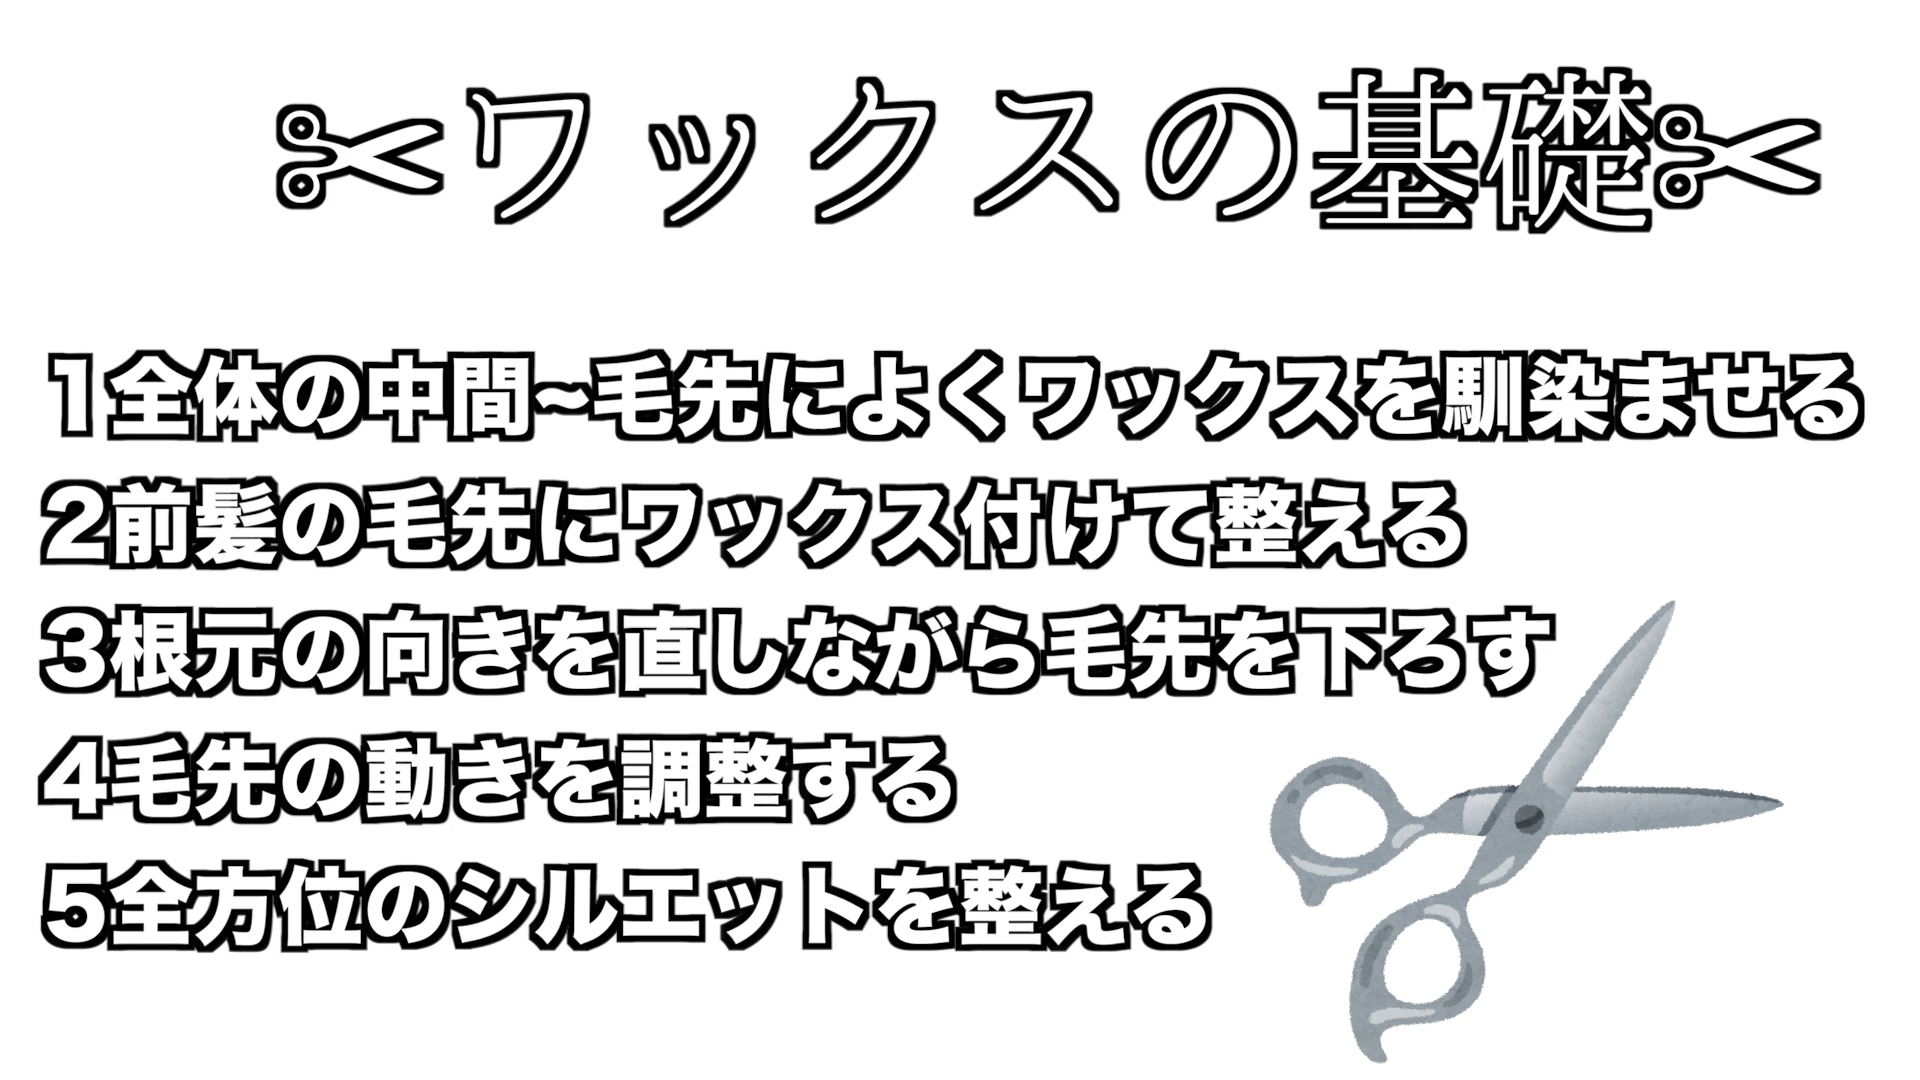 ✂ワックスの基礎✂
1全体の中間~毛先によくワックスを馴染ませる
2前髪の毛先にワックス付けて整える
3根元の向きを直しながら毛先を下ろす
4毛先の動きを調整する
5全方位のシルエットを整える